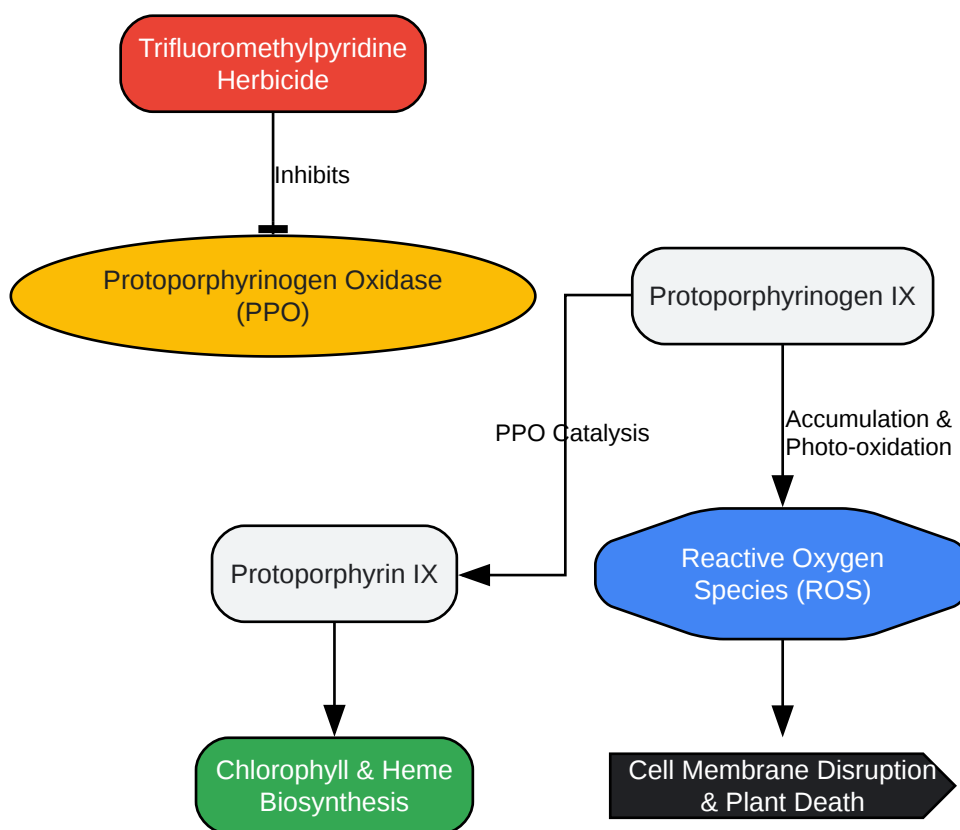 Trifluoromethylpyridine
Herbicide
Inhibits
Protoporphyrinogen Oxidase
(PPO)
Protoporphyrinogen IX
PPO Catalysis
Accumulation &
Photo-oxidation
Protoporphyrin IX
Reactive Oxygen
Species (ROS)
Chlorophyll & Heme
Biosynthesis
Cell Membrane Disruption
& Plant Death